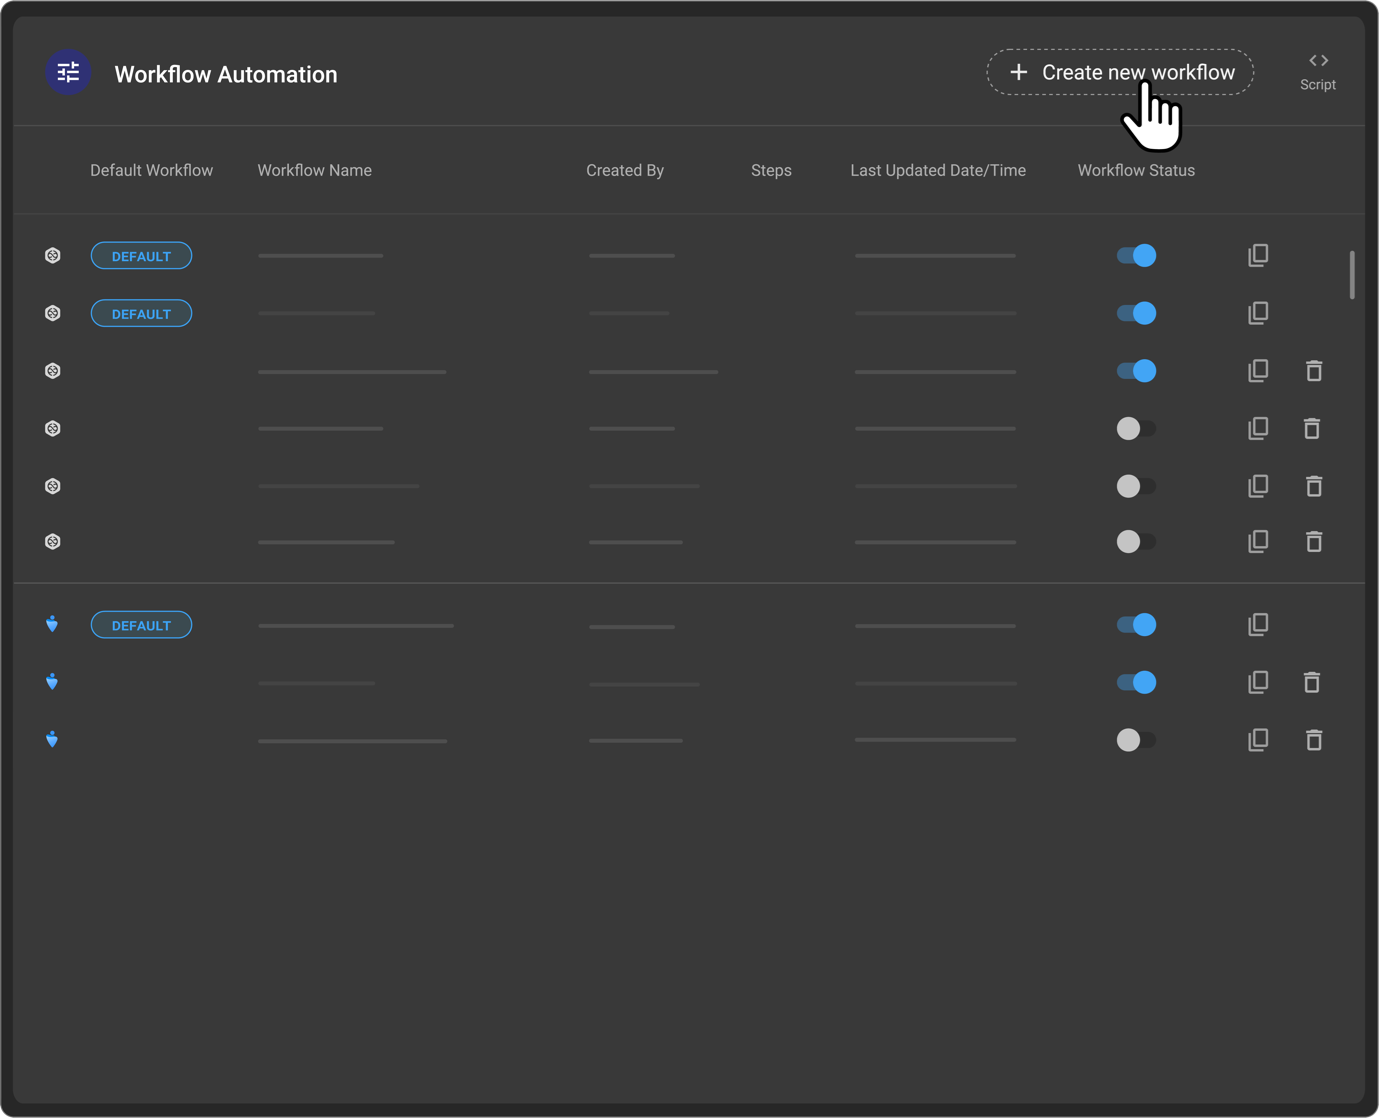 Workflow Automation
Create new workflow
Script
Default Workflow
Workflow Name
Created By
Steps
Last Updated Date/Time
Workflow Status
DEFAULT
DEFAULT
DEFAULT